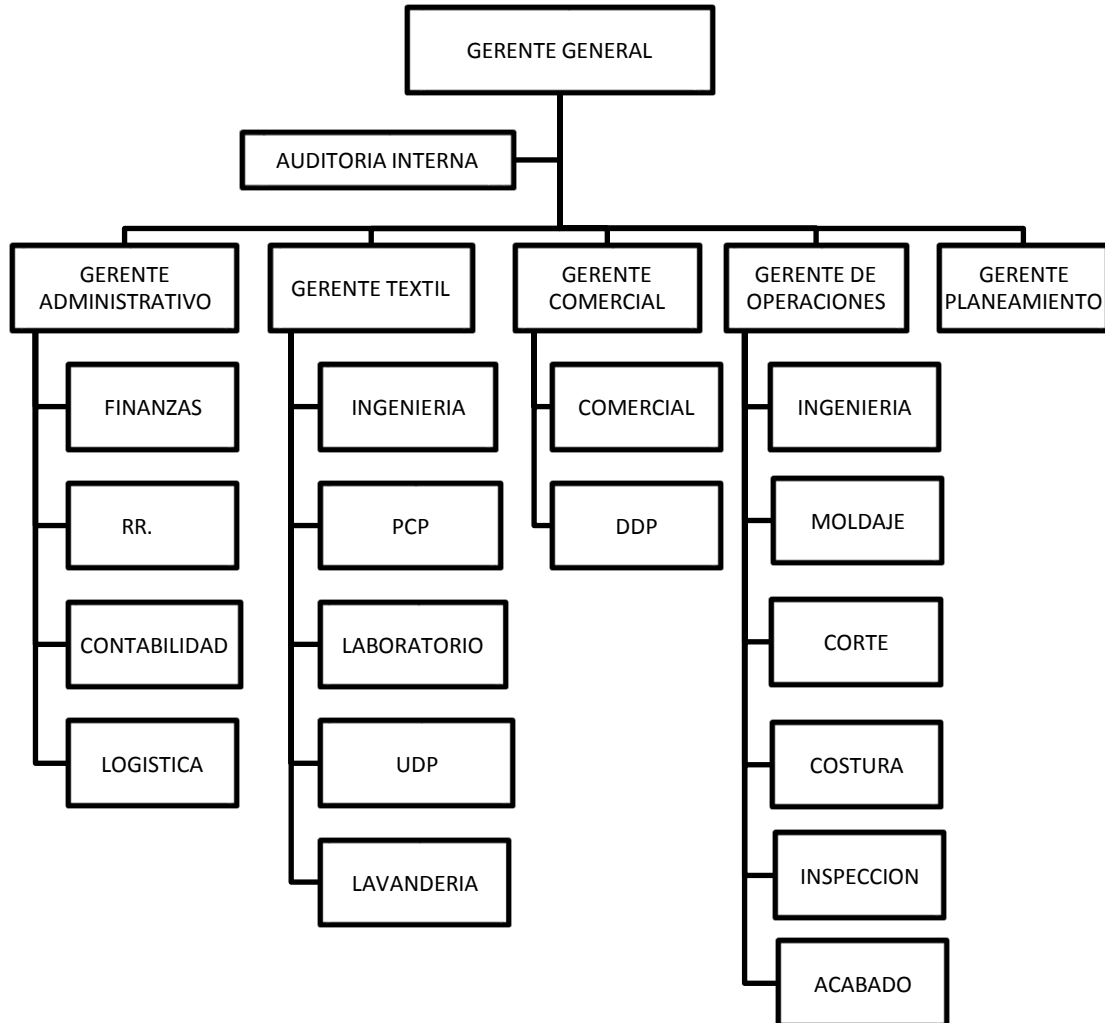 GERENTE GENERAL
AUDITORIA INTERNA
GERENTE
ADMINISTRATIVO
GERENTE TEXTIL
GERENTE
COMERCIAL
GERENTE DE
OPERACIONES
GERENTE
PLANEAMIENTO
FINANZAS
RR.
CONTABILIDAD
LOGISTICA
INGENIERIA
PCP
LABORATORIO
UDP
LAVANDERIA
COMERCIAL
DDP
INGENIERIA
MOLDAJE
CORTE
COSTURA
INSPECCION
ACABADO